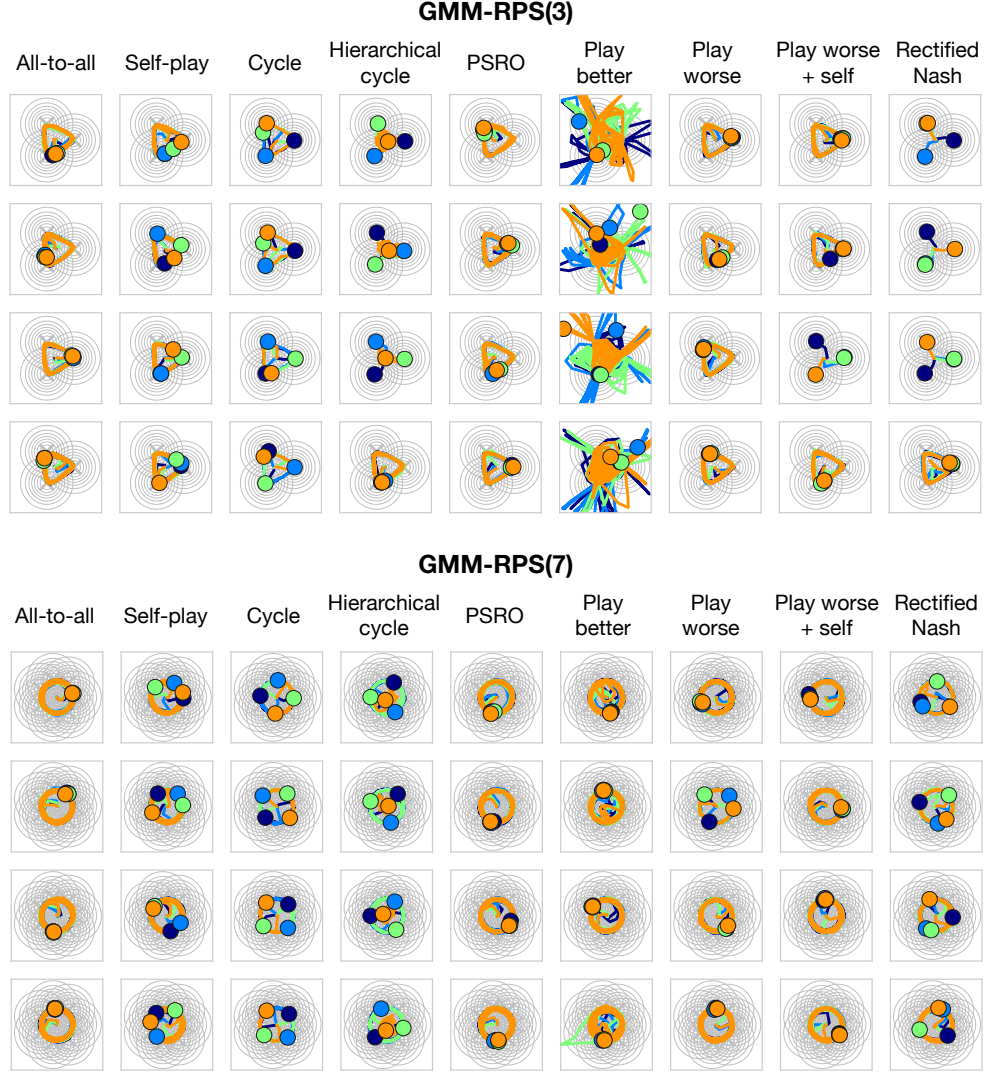 GMM-RPS(3)
All-to-all Self-play Cycle Hierarchical cycle PSRO Play better Play worse Play worse + self Rectified Nash
GMM-RPS(7)
All-to-all Self-play Cycle Hierarchical cycle PSRO Play better Play worse Play worse + self Rectified Nash